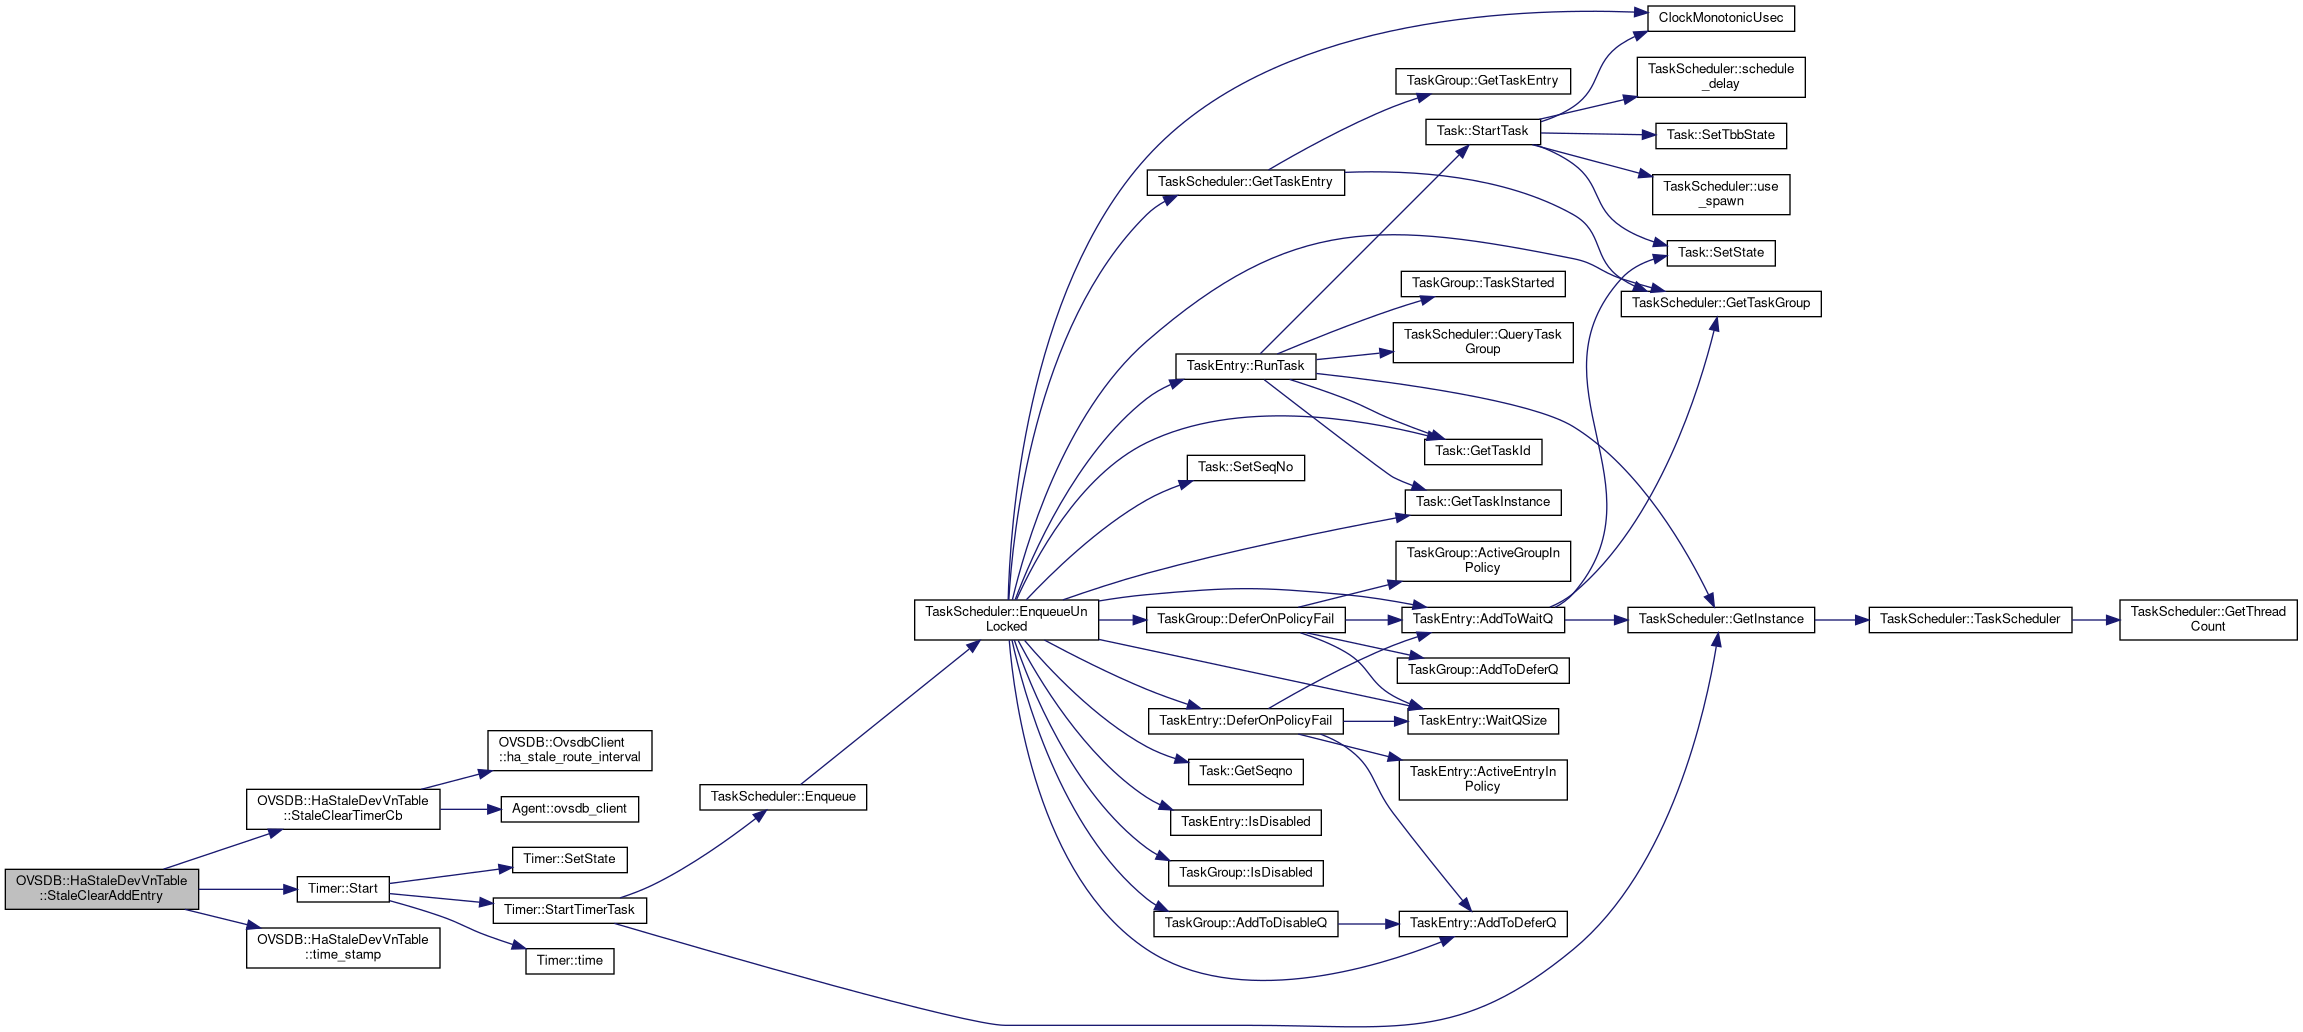 OVSDB::HaStaleDevVnTable
::StaleClearAddEntry
OVSDB::HaStaleDevVnTable
::StaleClearTimerCb
Timer::Start
OVSDB::HaStaleDevVnTable
::time_stamp
OVSDB::OvsdbClient
::ha_stale_route_interval
Agent::ovsdb_client
Timer::SetState
Timer::StartTimerTask
Timer::time
TaskScheduler::Enqueue
TaskScheduler::EnqueueUn
Locked
TaskScheduler::GetTaskEntry
TaskEntry::RunTask
Task::SetSeqNo
TaskGroup::DeferOnPolicyFail
TaskEntry::DeferOnPolicyFail
Task::GetSeqno
TaskEntry::IsDisabled
TaskGroup::IsDisabled
TaskGroup::AddToDisableQ
TaskGroup::GetTaskEntry
Task::StartTask
TaskGroup::TaskStarted
TaskScheduler::QueryTask
Group
Task::GetTaskId
Task::GetTaskInstance
TaskGroup::ActiveGroupIn
Policy
TaskEntry::AddToWaitQ
TaskGroup::AddToDeferQ
TaskEntry::WaitQSize
TaskEntry::ActiveEntryIn
Policy
TaskEntry::AddToDeferQ
ClockMonotonicUsec
TaskScheduler::schedule
_delay
Task::SetTbbState
TaskScheduler::use
_spawn
Task::SetState
TaskScheduler::GetTaskGroup
TaskScheduler::GetInstance
TaskScheduler::TaskScheduler
TaskScheduler::GetThread
Count